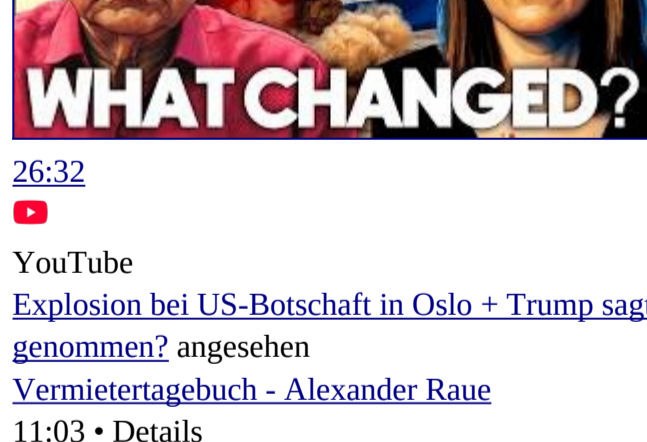 WHAT CHANGED?
26:32
YouTube
Explosion bei US-Botschaft in Oslo + Trump sagt
genommen? angesehen
Vermietertagebuch - Alexander Raue
11:03 • Details